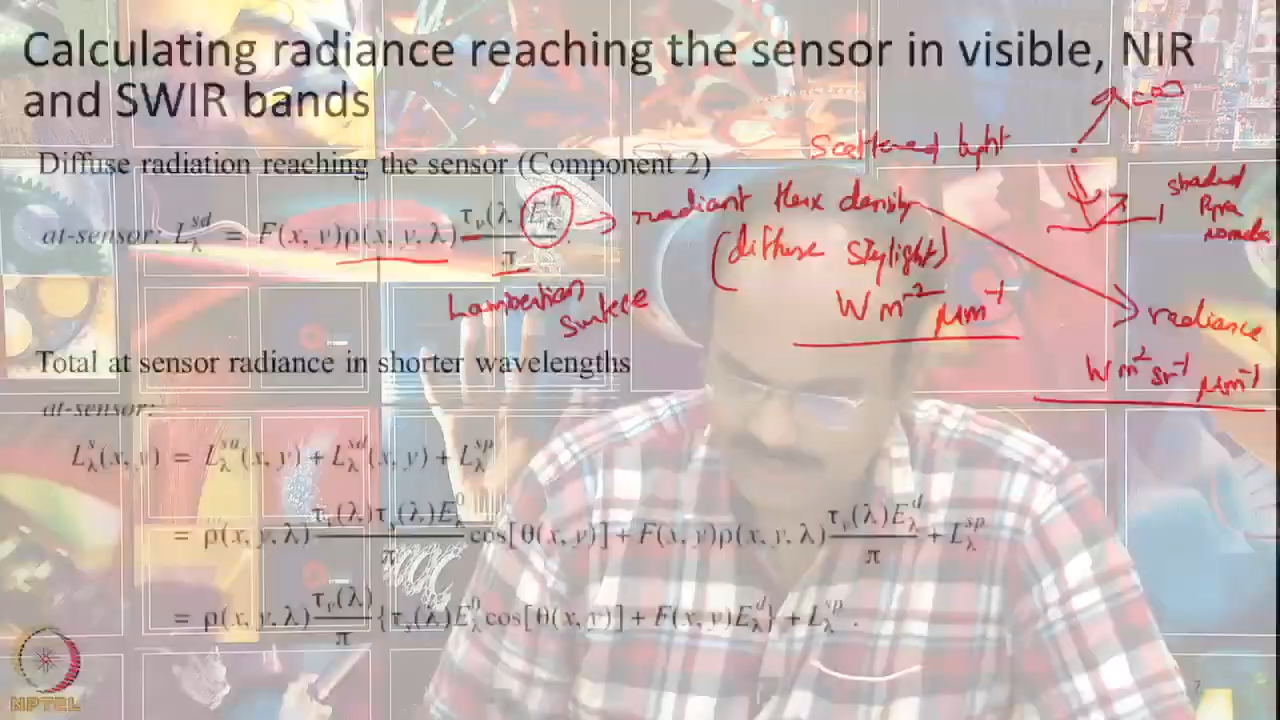 Calculating radiance reaching the sensor in visible, NIR
and SWIR bands
Scattered light
Diffuse radiation reaching the sensor (Component 2)
shaded
Pyra
nometer
at-sensor: L_λ^{sd} = F(x, y)ρ(x, y, λ) τ_v(λ)E_λ^d / π .
radiant flux density
(diffuse skylight)
W m^{-2} μm^{-1}
Lambertian
Surface
radiance
W m^{-2} sr^{-1} μm^{-1}
Total at sensor radiance in shorter wavelengths
at-sensor:
L_λ^s(x, y) = L_λ^{su}(x, y) + L_λ^{sd}(x, y) + L_λ^{sp}
= ρ(x, y, λ) τ_v(λ)τ_s(λ)E_λ^0 / π cos[θ(x, y)] + F(x, y)ρ(x, y, λ) τ_v(λ)E_λ^d / π + L_λ^{sp}
= ρ(x, y, λ) τ_v(λ) / π {τ_s(λ)E_λ^0 cos[θ(x, y)] + F(x, y)E_λ^d} + L_λ^{sp} .
NPTEL
7